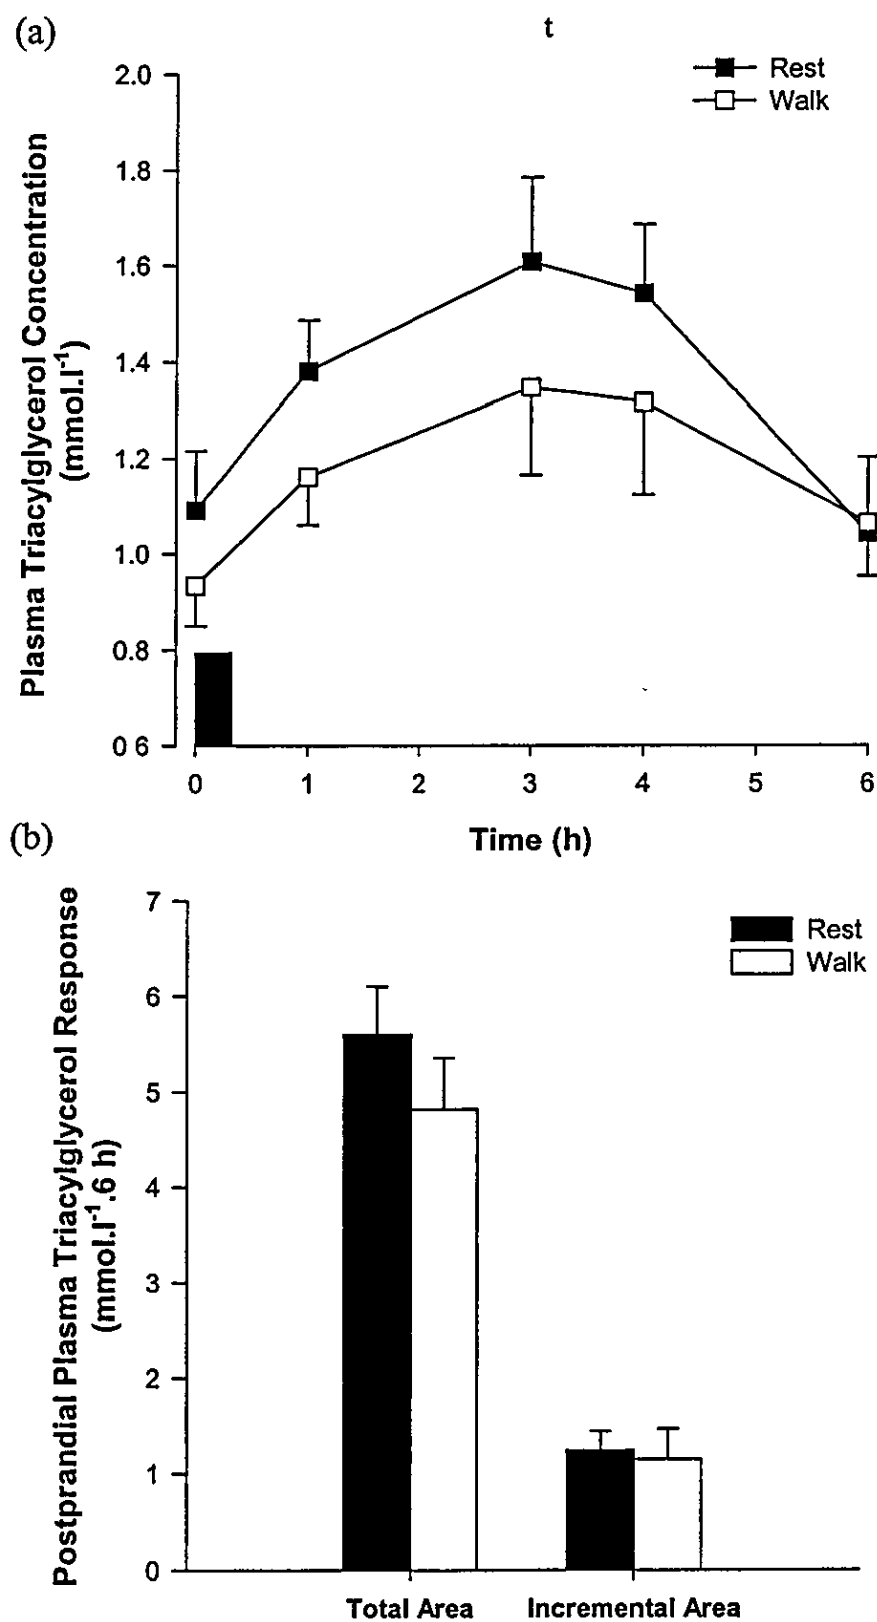 (a)
t
Rest
Walk
Plasma Triacylglycerol Concentration
(mmol.l⁻¹)
2.0
1.8
1.6
1.4
1.2
1.0
0.8
0 6
0 1 2 3 4 5 6
Time (h)
(b)
Rest
Walk
Postprandial Plasma Triacylglycerol Response
(mmol.l⁻¹.6 h)
7
6
5
4
3
2
1
0
Total Area Incremental Area